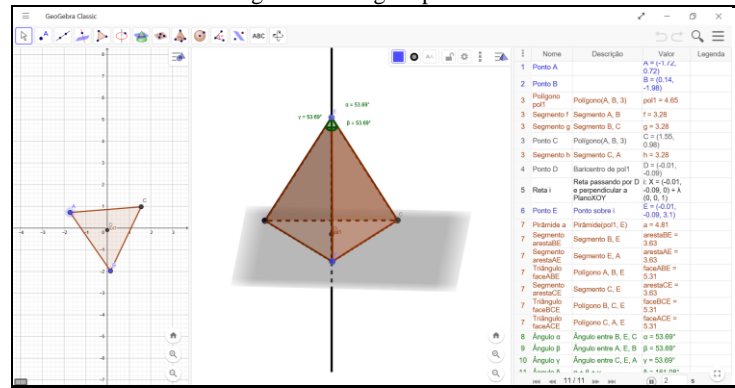 GeoGebra Classic
ABC
α = 53.69°
γ = 53.69°
β = 53.69°
A
C
B
C
Nome Descrição Valor Legenda
1 Ponto A A = (-1.72, 0.72)
2 Ponto B B = (0.14, -1.98)
3 Polígono pol1 Polígono(A, B, 3) pol1 = 4.65
3 Segmento f Segmento A, B f = 3.28
3 Segmento g Segmento B, C g = 3.28
3 Ponto C Polígono(A, B, 3) C = (1.55, 0.98)
3 Segmento h Segmento C, A h = 3.28
4 Ponto D Baricentro de pol1 D = (-0.01, -0.09)
5 Reta i Reta passando por D e perpendicular a PlanoXOY i: X = (-0.01, -0.09, 0) + λ (0, 0, 1)
6 Ponto E Ponto sobre i E = (-0.01, -0.09, 3.1)
7 Pirâmide a Pirâmide(pol1, E) a = 4.81
7 Segmento arestaBE Segmento B, E arestaBE = 3.63
7 Segmento arestaAE Segmento E, A arestaAE = 3.63
7 Triângulo faceABE Polígono A, B, E faceABE = 5.31
7 Segmento arestaCE Segmento C, E arestaCE = 3.63
7 Triângulo faceBCE Polígono B, C, E faceBCE = 5.31
7 Triângulo faceACE Polígono C, A, E faceACE = 5.31
8 Ângulo α Ângulo entre B, E, C α = 53.69°
9 Ângulo β Ângulo entre A, E, B β = 53.69°
10 Ângulo γ Ângulo entre C, E, A γ = 53.69°
11 / 11 2 s